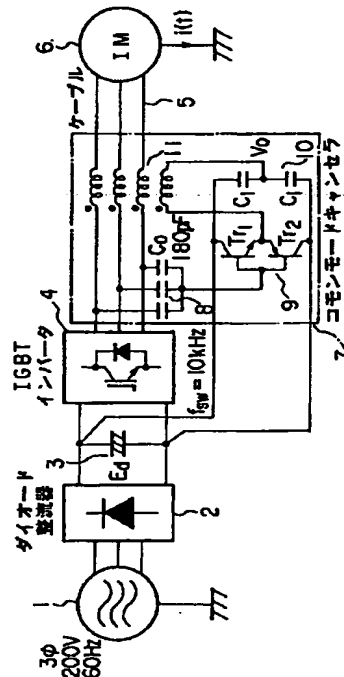 3φ
200V
60Hz
1
ダイオード
整流器
2
3
Ed
IGBT
インバータ
4
fsw=10kHz
C0
180pF
8
11
Tr1
Tr2
9
C1
C1
V0
10
コモンモードキャンセラ
7
ケーブル
5
6
IM
i(t)